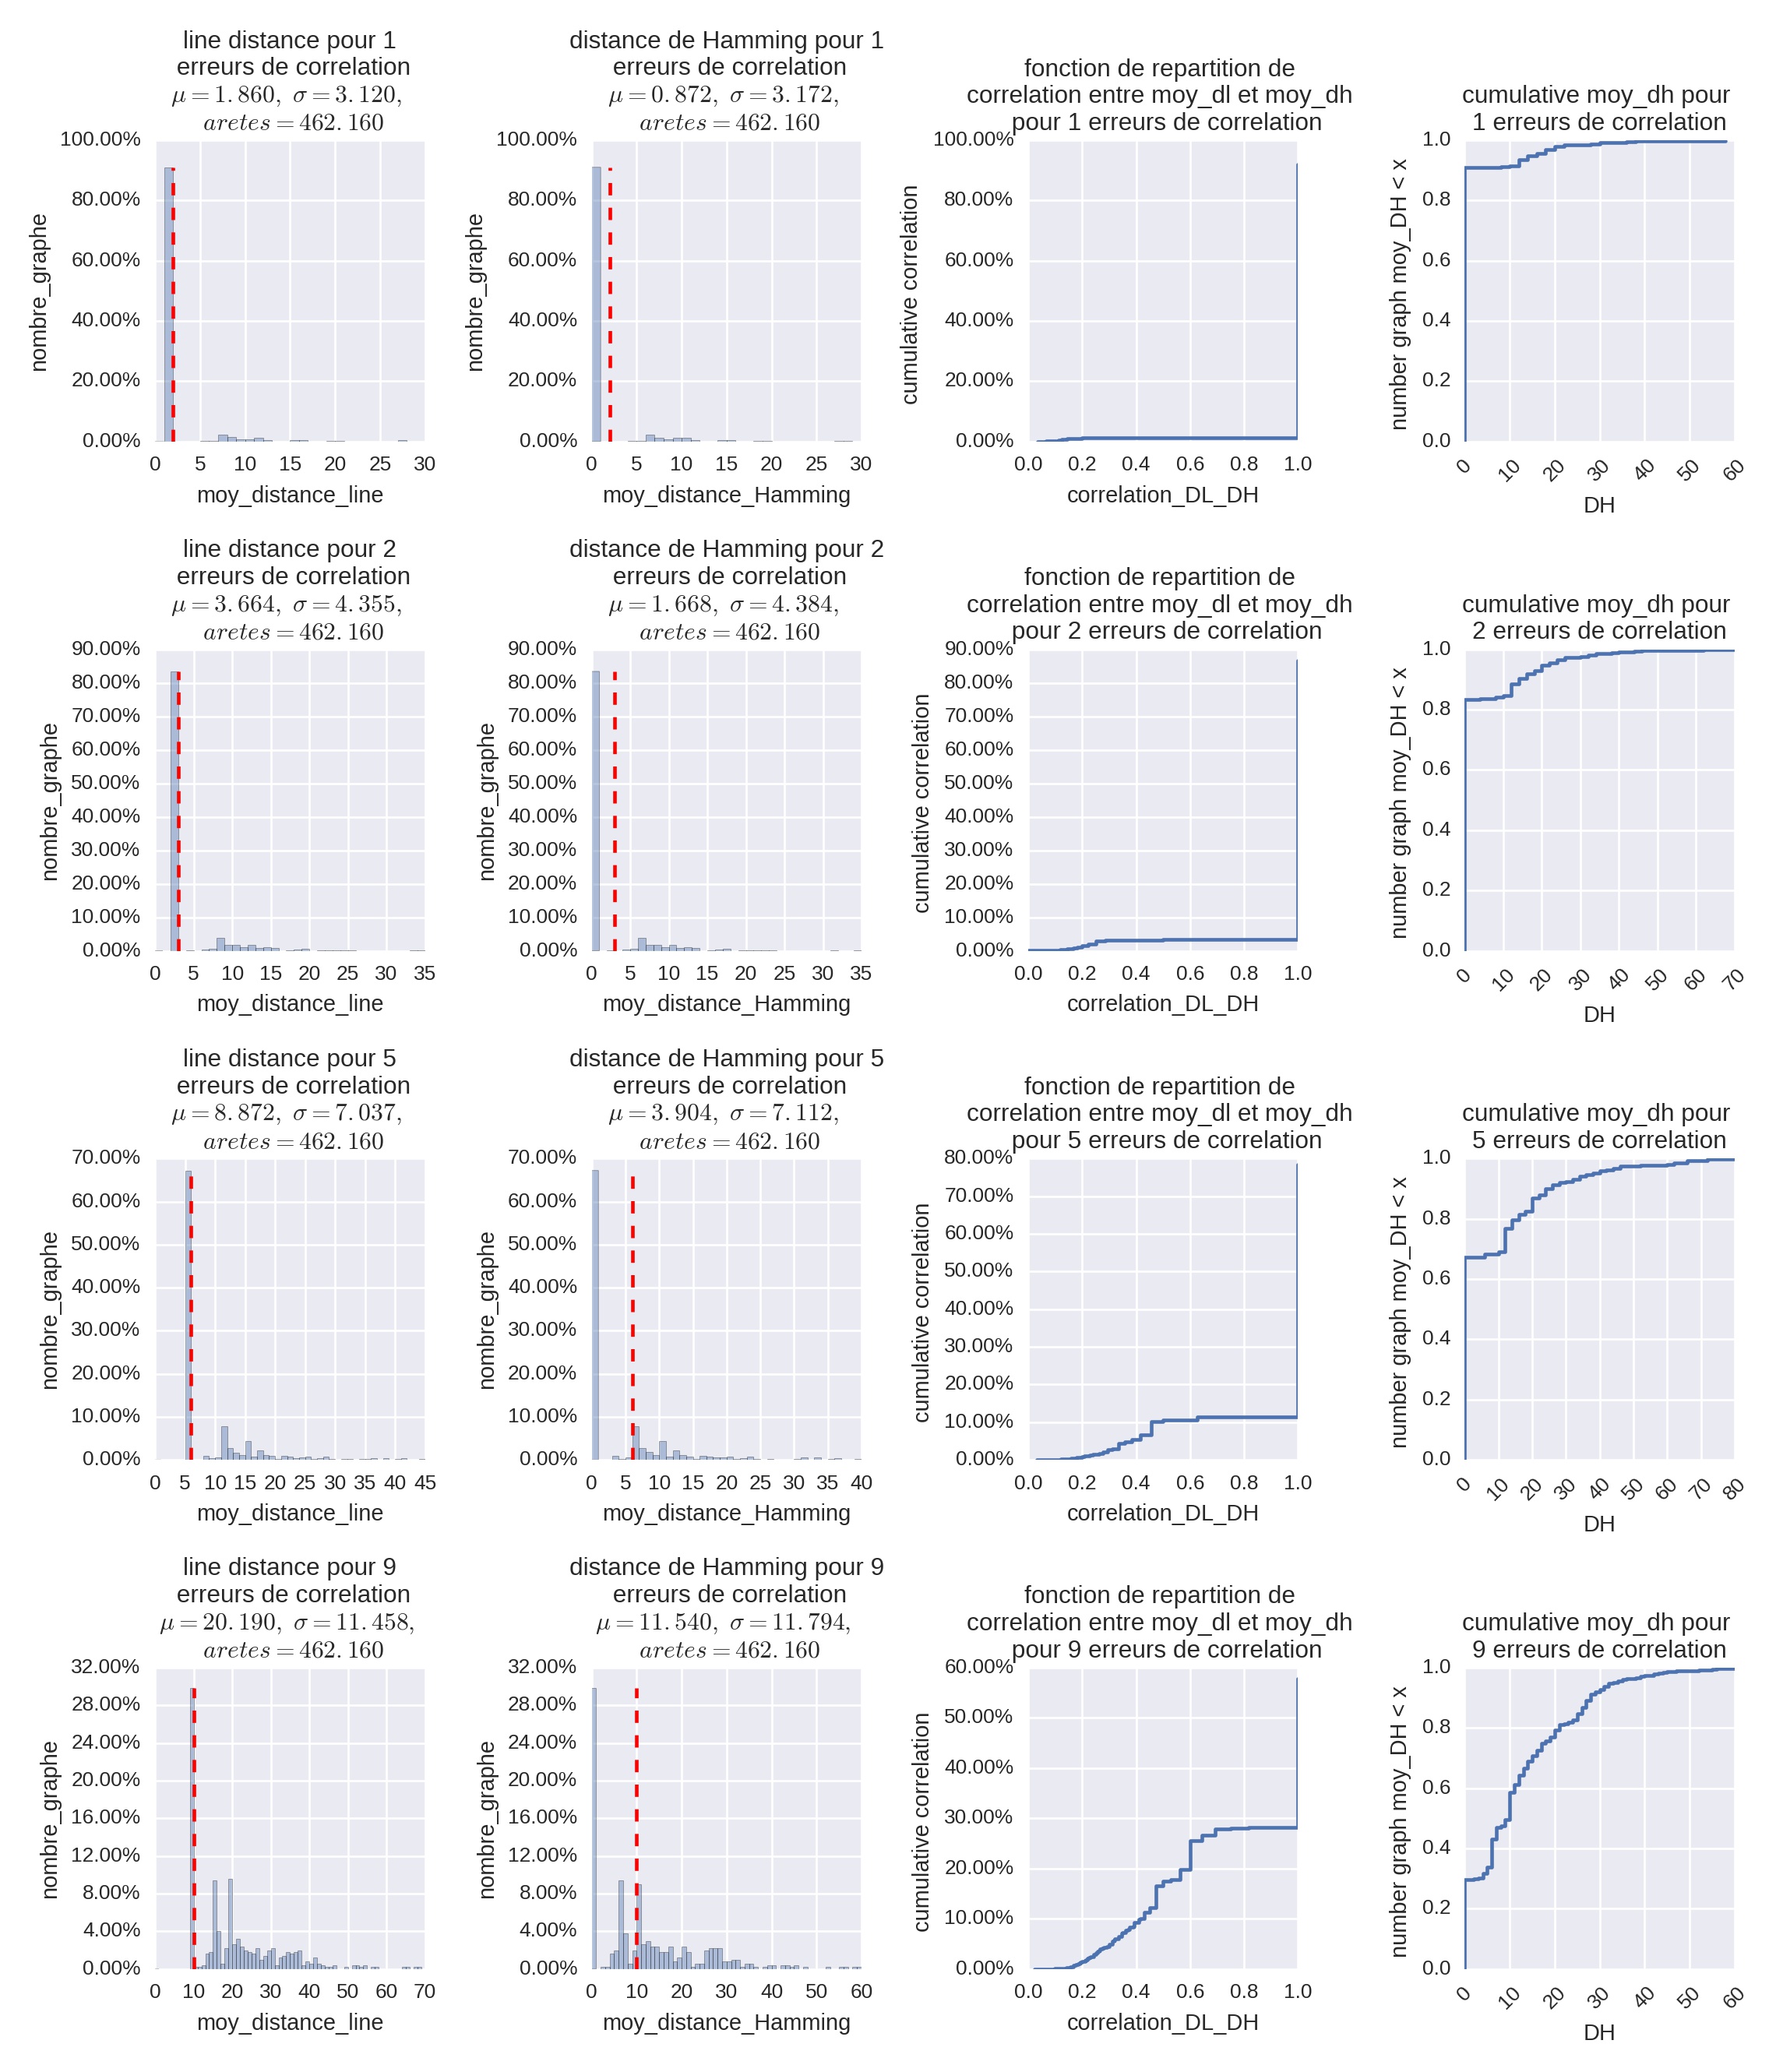 line distance pour 1
erreurs de correlation
μ = 1.860, σ = 3.120,
aretes = 462.160
100.00%
80.00%
60.00%
40.00%
20.00%
0.00%
nombre_graphe
0 5 10 15 20 25 30
moy_distance_line
distance de Hamming pour 1
erreurs de correlation
μ = 0.872, σ = 3.172,
aretes = 462.160
100.00%
80.00%
60.00%
40.00%
20.00%
0.00%
nombre_graphe
0 5 10 15 20 25 30
moy_distance_Hamming
fonction de repartition de
correlation entre moy_dl et moy_dh
pour 1 erreurs de correlation
100.00%
80.00%
60.00%
40.00%
20.00%
0.00%
cumulative correlation
0.0 0.2 0.4 0.6 0.8 1.0
correlation_DL_DH
cumulative moy_dh pour
1 erreurs de correlation
1.0
0.8
0.6
0.4
0.2
0.0
number graph moy_DH < x
0 10 20 30 40 50 60
DH
line distance pour 2
erreurs de correlation
μ = 3.664, σ = 4.355,
aretes = 462.160
90.00%
80.00%
70.00%
60.00%
50.00%
40.00%
30.00%
20.00%
10.00%
0.00%
nombre_graphe
0 5 10 15 20 25 30 35
moy_distance_line
distance de Hamming pour 2
erreurs de correlation
μ = 1.668, σ = 4.384,
aretes = 462.160
90.00%
80.00%
70.00%
60.00%
50.00%
40.00%
30.00%
20.00%
10.00%
0.00%
nombre_graphe
0 5 10 15 20 25 30 35
moy_distance_Hamming
fonction de repartition de
correlation entre moy_dl et moy_dh
pour 2 erreurs de correlation
90.00%
80.00%
70.00%
60.00%
50.00%
40.00%
30.00%
20.00%
10.00%
0.00%
cumulative correlation
0.0 0.2 0.4 0.6 0.8 1.0
correlation_DL_DH
cumulative moy_dh pour
2 erreurs de correlation
1.0
0.8
0.6
0.4
0.2
0.0
number graph moy_DH < x
0 10 20 30 40 50 60 70
DH
line distance pour 5
erreurs de correlation
μ = 8.872, σ = 7.037,
aretes = 462.160
70.00%
60.00%
50.00%
40.00%
30.00%
20.00%
10.00%
0.00%
nombre_graphe
0 5 10 15 20 25 30 35 40 45
moy_distance_line
distance de Hamming pour 5
erreurs de correlation
μ = 3.904, σ = 7.112,
aretes = 462.160
70.00%
60.00%
50.00%
40.00%
30.00%
20.00%
10.00%
0.00%
nombre_graphe
0 5 10 15 20 25 30 35 40
moy_distance_Hamming
fonction de repartition de
correlation entre moy_dl et moy_dh
pour 5 erreurs de correlation
80.00%
70.00%
60.00%
50.00%
40.00%
30.00%
20.00%
10.00%
0.00%
cumulative correlation
0.0 0.2 0.4 0.6 0.8 1.0
correlation_DL_DH
cumulative moy_dh pour
5 erreurs de correlation
1.0
0.8
0.6
0.4
0.2
0.0
number graph moy_DH < x
0 10 20 30 40 50 60 70 80
DH
line distance pour 9
erreurs de correlation
μ = 20.190, σ = 11.458,
aretes = 462.160
32.00%
28.00%
24.00%
20.00%
16.00%
12.00%
8.00%
4.00%
0.00%
nombre_graphe
0 10 20 30 40 50 60 70
moy_distance_line
distance de Hamming pour 9
erreurs de correlation
μ = 11.540, σ = 11.794,
aretes = 462.160
32.00%
28.00%
24.00%
20.00%
16.00%
12.00%
8.00%
4.00%
0.00%
nombre_graphe
0 10 20 30 40 50 60
moy_distance_Hamming
fonction de repartition de
correlation entre moy_dl et moy_dh
pour 9 erreurs de correlation
60.00%
50.00%
40.00%
30.00%
20.00%
10.00%
0.00%
cumulative correlation
0.0 0.2 0.4 0.6 0.8 1.0
correlation_DL_DH
cumulative moy_dh pour
9 erreurs de correlation
1.0
0.8
0.6
0.4
0.2
0.0
number graph moy_DH < x
0 10 20 30 40 50 60
DH